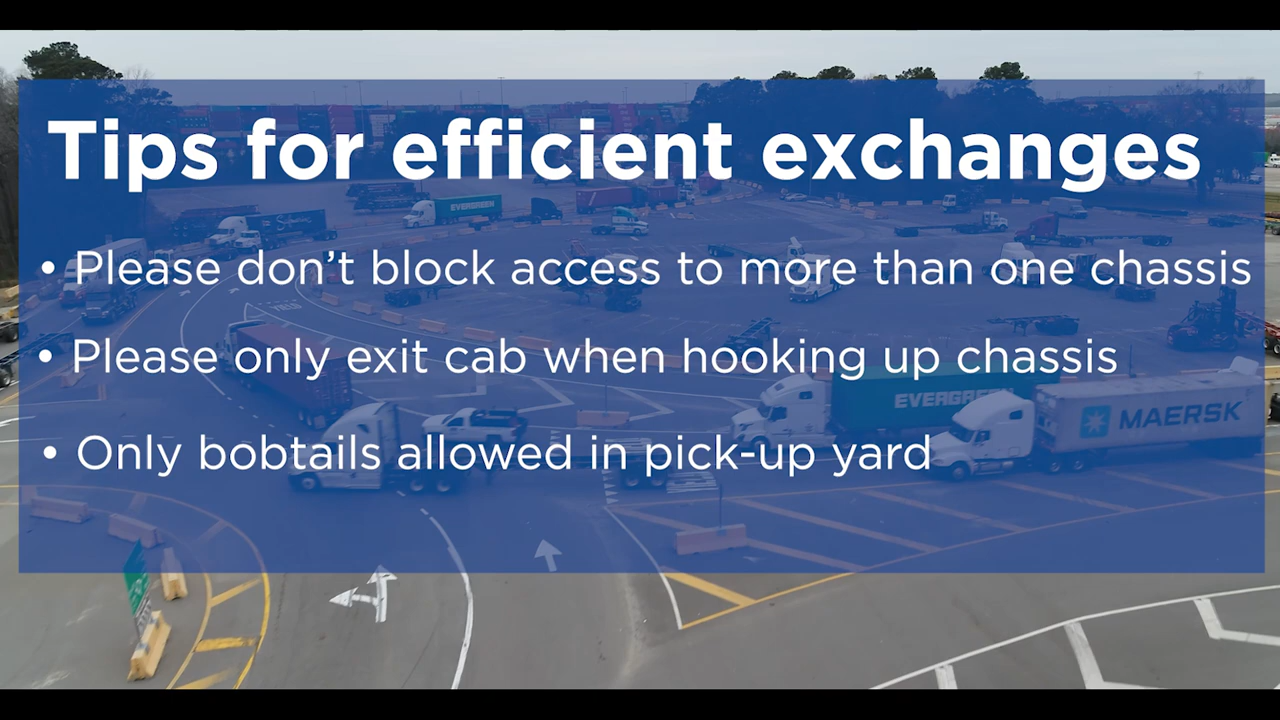 Tips for efficient exchanges
EVERGREEN
• Please don’t block access to more than one chassis
• Please only exit cab when hooking up chassis
MAERSK
• Only bobtails allowed in pick-up yard